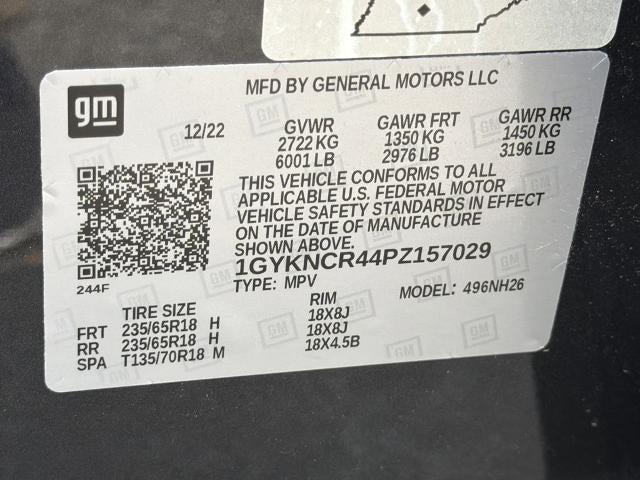 gm
MFD BY GENERAL MOTORS LLC
12/22
GVWR GAWR FRT GAWR RR
2722 KG 1350 KG 1450 KG
6001 LB 2976 LB 3196 LB
THIS VEHICLE CONFORMS TO ALL
APPLICABLE U.S. FEDERAL MOTOR
VEHICLE SAFETY STANDARDS IN EFFECT
ON THE DATE OF MANUFACTURE
SHOWN ABOVE.
1GYKNCR44PZ157029
TYPE: MPV MODEL: 496NH26
244F
TIRE SIZE RIM
FRT 235/65R18 H 18X8J
RR 235/65R18 H 18X8J
SPA T135/70R18 M 18X4.5B